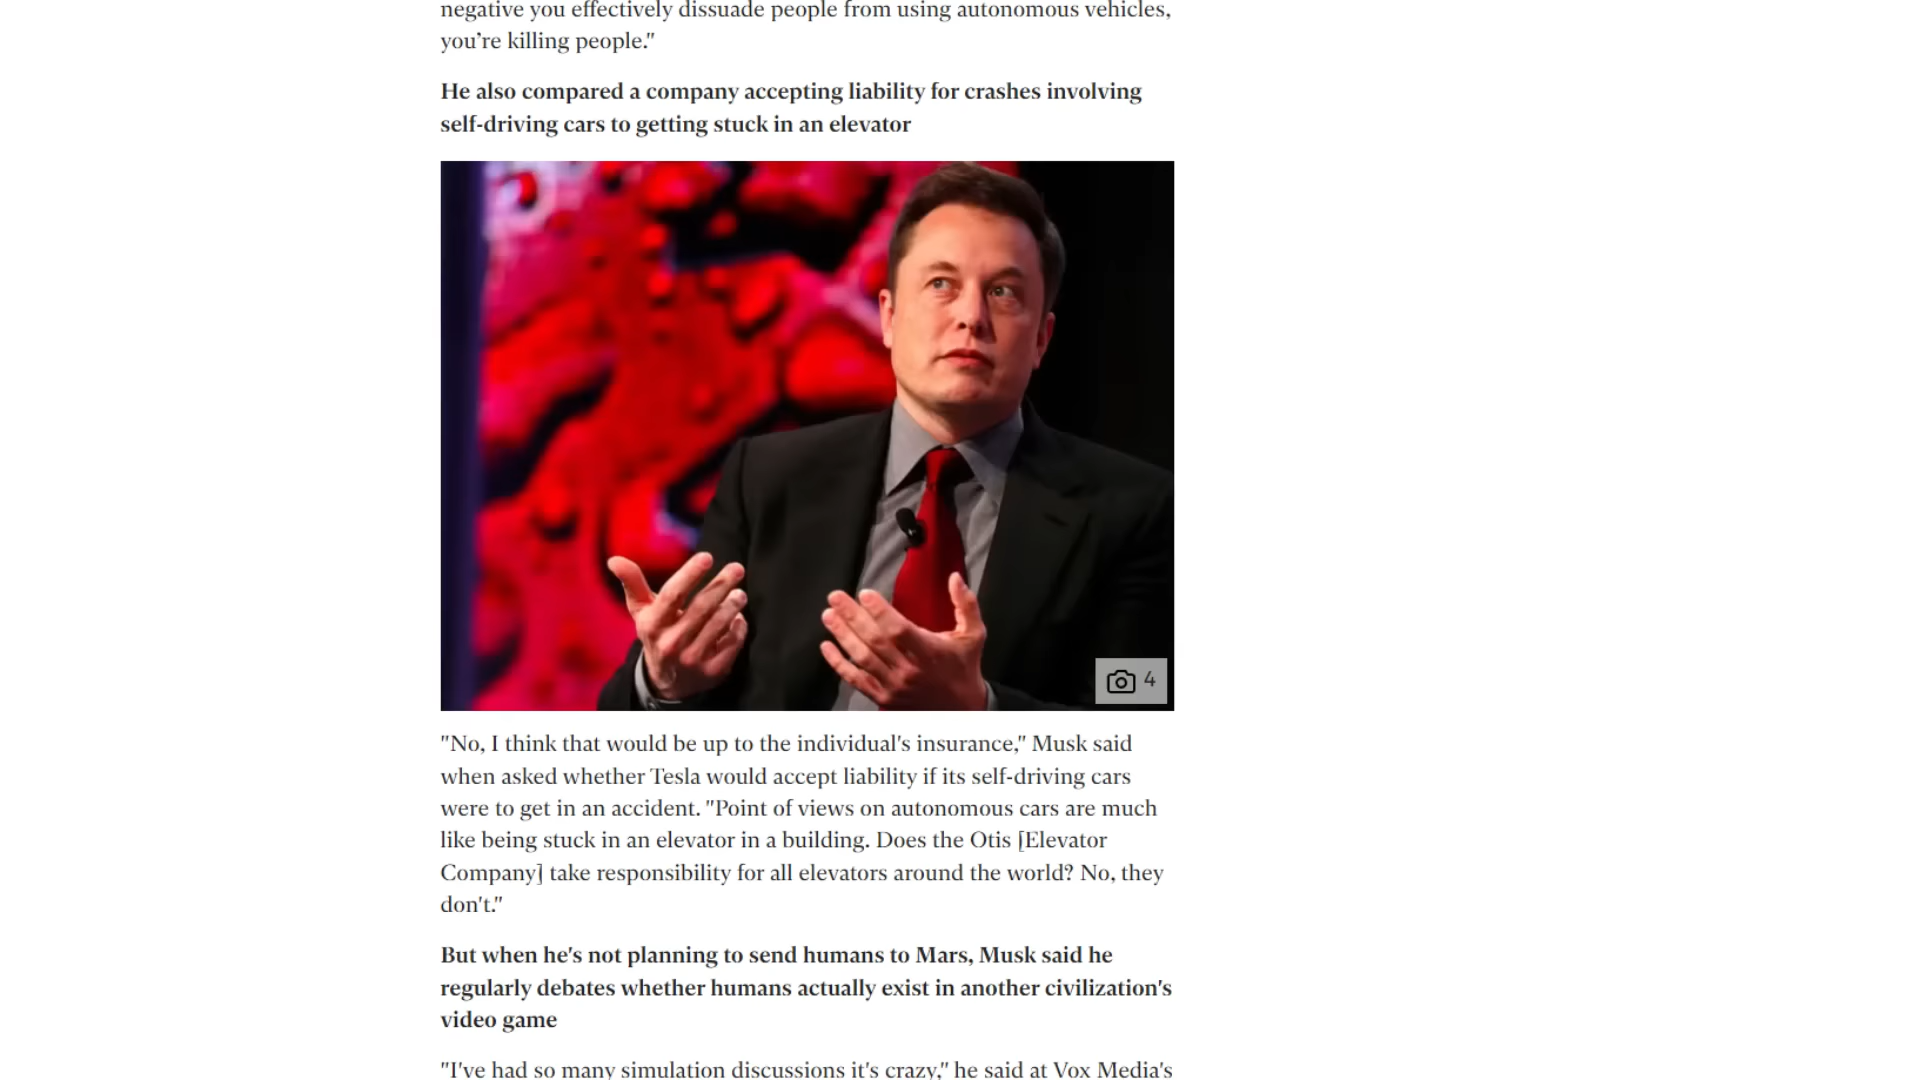 negative you effectively dissuade people from using autonomous vehicles,
you’re killing people."
He also compared a company accepting liability for crashes involving
self-driving cars to getting stuck in an elevator
4
"No, I think that would be up to the individual's insurance," Musk said
when asked whether Tesla would accept liability if its self-driving cars
were to get in an accident. "Point of views on autonomous cars are much
like being stuck in an elevator in a building. Does the Otis [Elevator
Company] take responsibility for all elevators around the world? No, they
don't."
But when he's not planning to send humans to Mars, Musk said he
regularly debates whether humans actually exist in another civilization's
video game
"I've had so many simulation discussions it's crazy," he said at Vox Media's